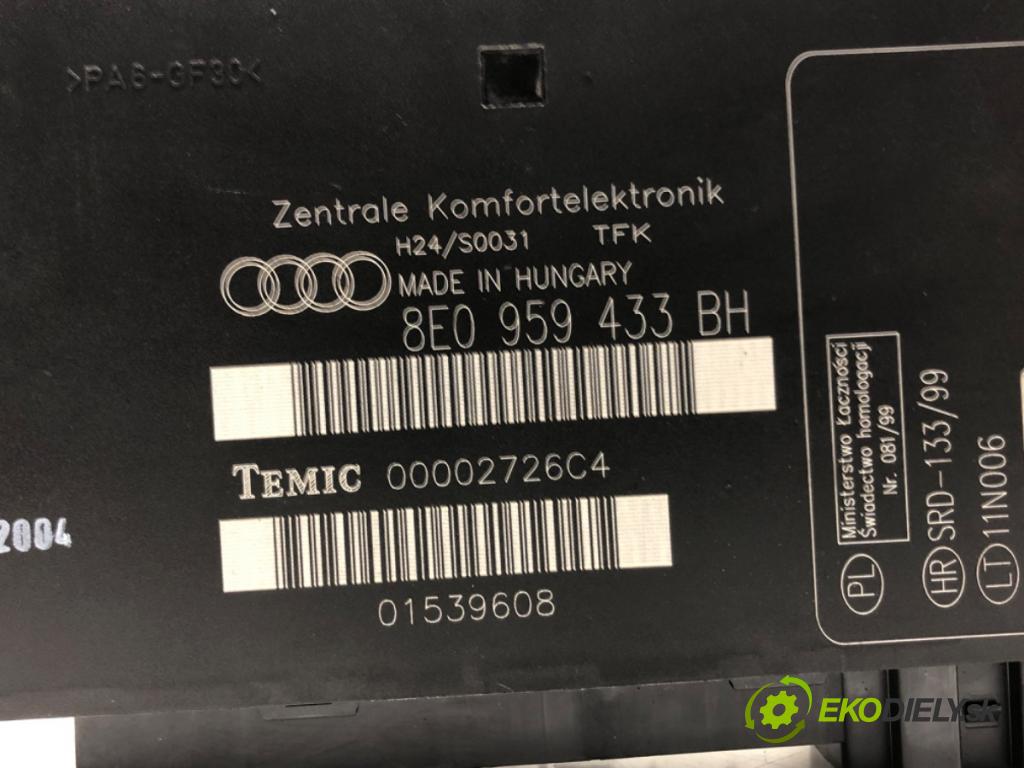 >PA6-GF30<
Zentrale Komfortelektronik
H24/S0031 TFK
MADE IN HUNGARY
8E0 959 433 BH
TEMIC 00002726C4
01539608
2004
Ministerstwo Łączności
Świadectwo homologacji
Nr. 081/99
PL
HR SRD-133/99
LT 11N006
EKODIELY.SK